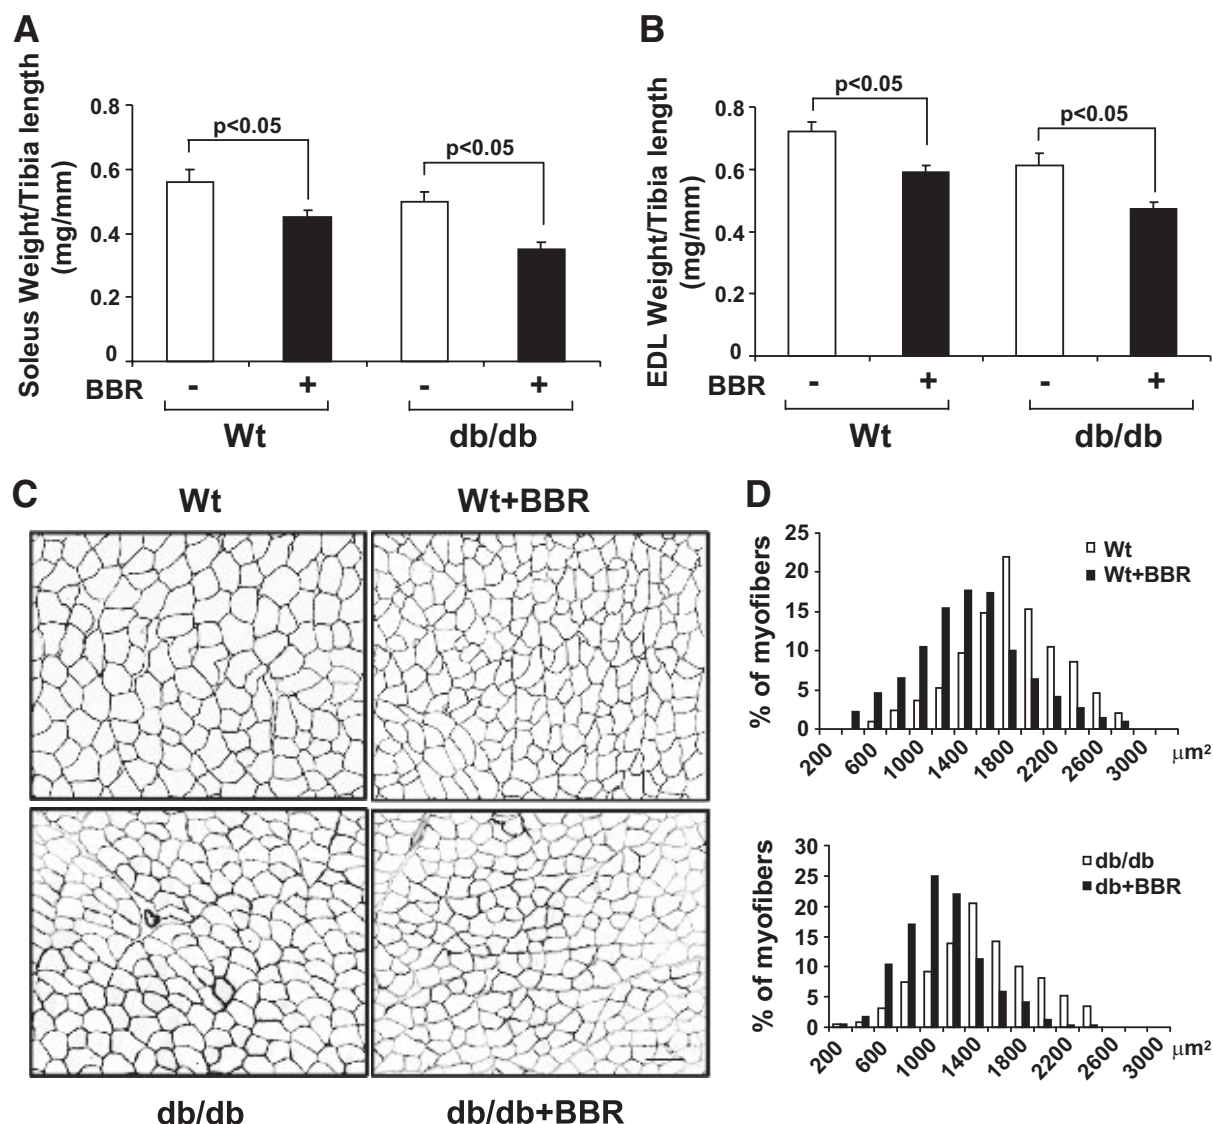 A
Soleus Weight/Tibia length
(mg/mm)
0.8
0.6
0.4
0.2
0
p<0.05
p<0.05
BBR - + - +
Wt db/db
B
EDL Weight/Tibia length
(mg/mm)
0.8
0.6
0.4
0.2
0
p<0.05
p<0.05
BBR - + - +
Wt db/db
C
Wt Wt+BBR
db/db db/db+BBR
D
% of myofibers
25
20
15
10
5
0
Wt
Wt+BBR
200 600 1000 1400 1800 2200 2600 3000 μm²
% of myofibers
30
25
20
15
10
5
0
db/db
db+BBR
200 600 1000 1400 1800 2200 2600 3000 μm²